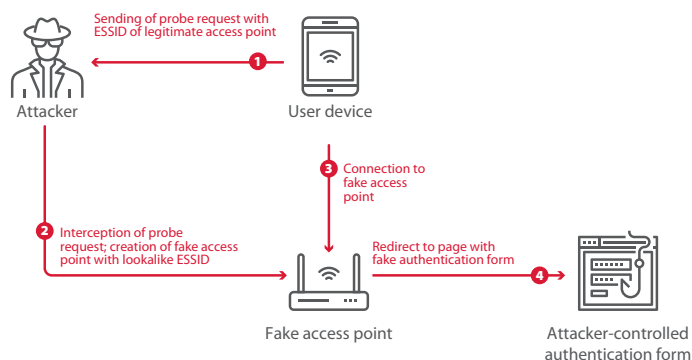 Sending of probe request with
ESSID of legitimate access point
1
Attacker
User device
3
Connection to
fake access
point
2
Interception of probe
request; creation of fake access
point with lookalike ESSID
Redirect to page with
fake authentication form
4
Fake access point
Attacker-controlled
authentication form